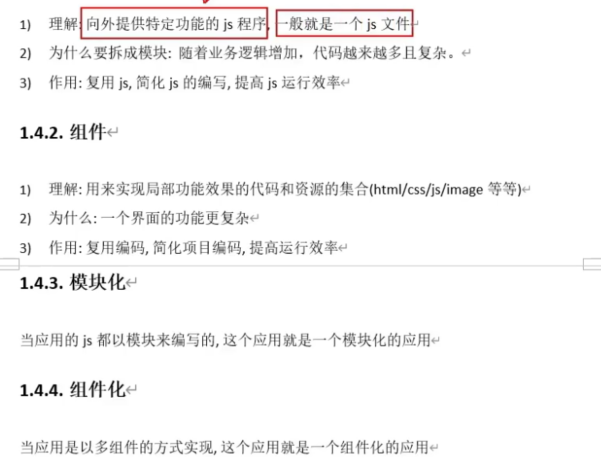 1) 理解: 向外提供特定功能的 js 程序, 一般就是一个 js 文件
2) 为什么要拆成模块: 随着业务逻辑增加，代码越来越多且复杂。
3) 作用: 复用 js, 简化 js 的编写, 提高 js 运行效率
1.4.2. 组件
1) 理解: 用来实现局部功能效果的代码和资源的集合(html/css/js/image 等等)
2) 为什么: 一个界面的功能更复杂
3) 作用: 复用编码, 简化项目编码, 提高运行效率
1.4.3. 模块化
当应用的 js 都以模块来编写的, 这个应用就是一个模块化的应用
1.4.4. 组件化
当应用是以多组件的方式实现, 这个应用就是一个组件化的应用